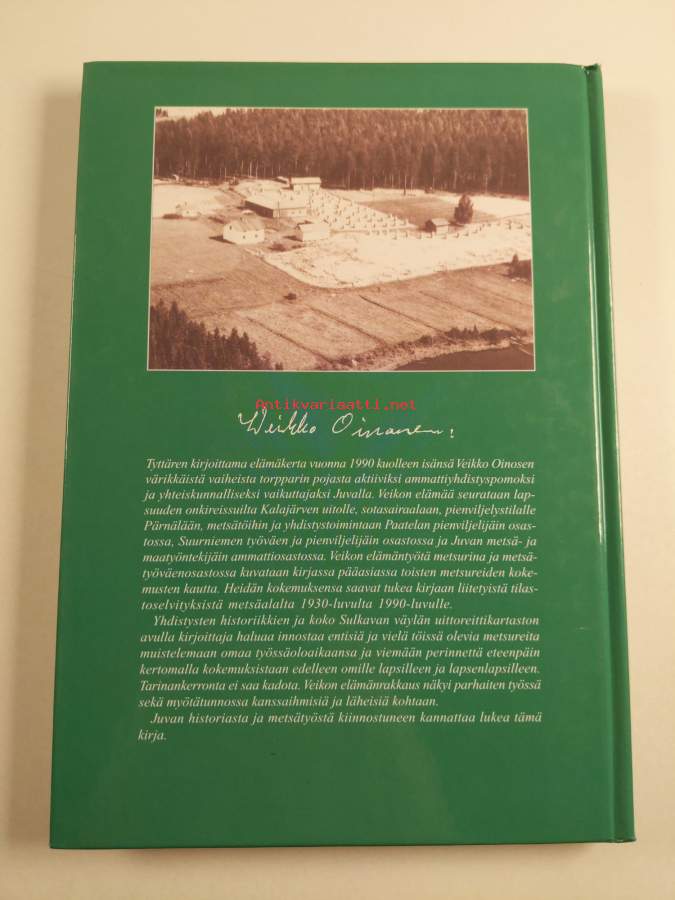 Antikvariaatti.net
Veikko Oinonen:
Tyttären kirjoittama elämäkerta vuonna 1990 kuolleen isänsä Veikko Oinosen
värikkäistä vaiheista torpparin pojasta aktiiviksi ammattiyhdistyspomoksi
ja yhteiskunnalliseksi vaikuttajaksi Juvalla. Veikon elämää seurataan lap-
suuden onkireissuilta Kalajärven uitolle, sotasairaalaan, pienviljelystilalle
Pärnälään, metsätöihin ja yhdistystoimintaan Paatelan pienviljelijäin osas-
tossa, Suurniemen työväen ja pienviljelijäin osastossa ja Juvan metsä- ja
maatyöntekijäin ammattiosastossa. Veikon elämäntyötä metsurina ja metsä-
työväenosastossa kuvataan kirjassa pääasiassa toisten metsureiden koke-
musten kautta. Heidän kokemuksensa saavat tukea kirjaan liitetyistä tilas-
toselvityksistä metsäalalta 1930-luvulta 1990-luvulle.
Yhdistysten historiikkien ja koko Sulkavan väylän uittoreittikartaston
avulla kirjoittaja haluaa innostaa entisiä ja vielä töissä olevia metsureita
muistelemaan omaa työssäoloaikaansa ja viemään perinnettä eteenpäin
kertomalla kokemuksistaan edelleen omille lapsilleen ja lapsenlapsilleen.
Tarinankerronta ei saa kadota. Veikon elämänrakkaus näkyi parhaiten työssä
sekä myötätunnossa kanssaihmisiä ja läheisiä kohtaan.
Juvan historiasta ja metsätyöstä kiinnostuneen kannattaa lukea tämä
kirja.